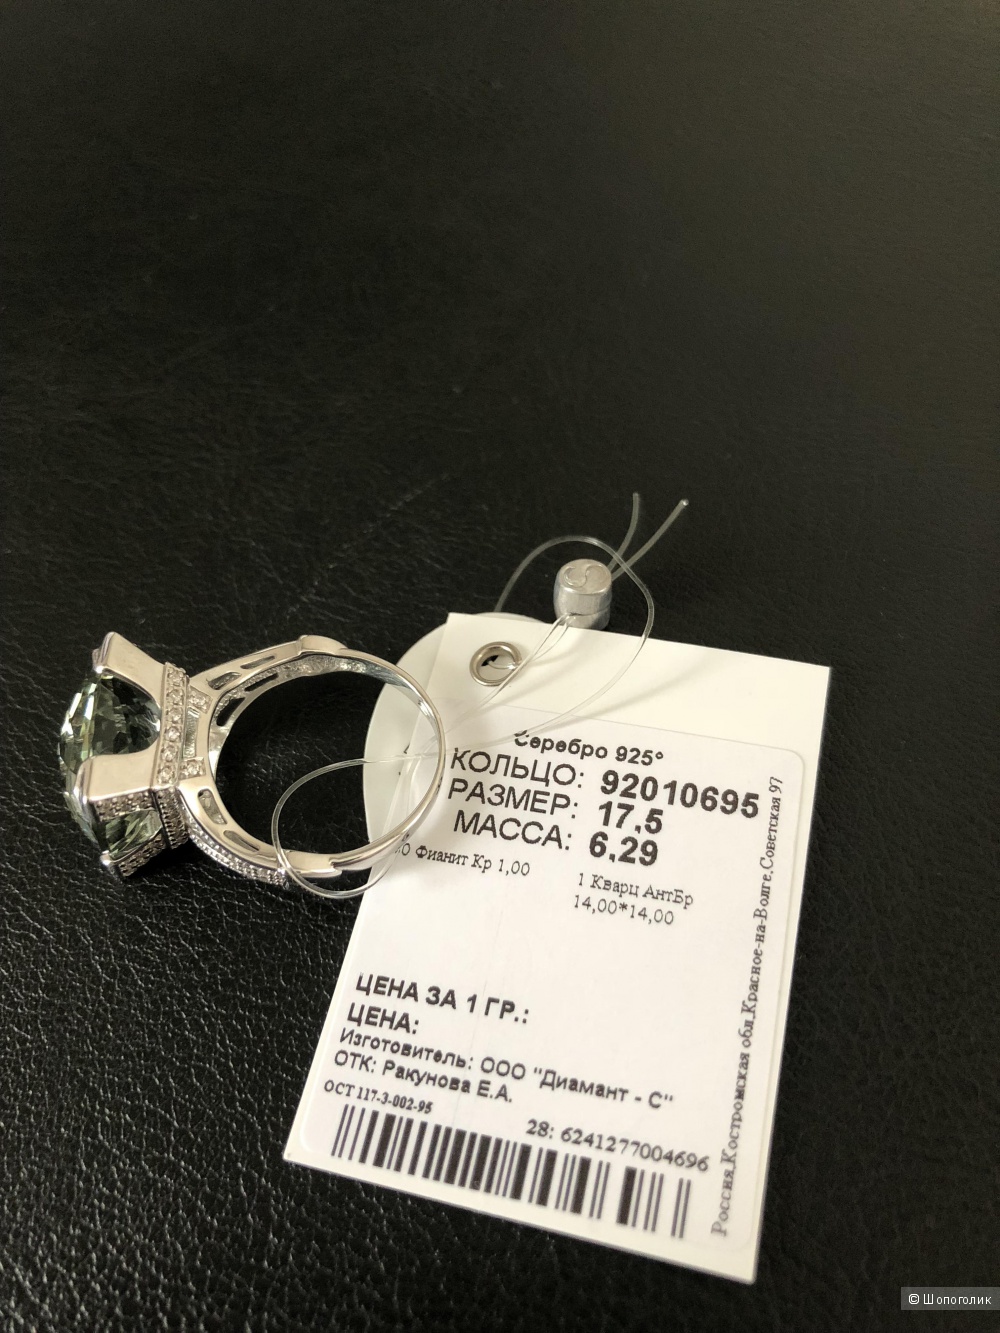 Серебро 925°
КОЛЬЦО: 92010695
РАЗМЕР: 17,5
МАССА: 6,29
Фианит Кр 1,00
1 Кварц АнтБр
14,00*14,00
ЦЕНА ЗА 1 ГР.:
ЦЕНА:
Изготовитель: ООО "Диамант - С"
ОТК: Ракунова Е.А.
ОСТ 117-3-002-95
28: 6241277004696
Россия,Костромская обл,Красное-на-Волге,Советская 97
© Шопоголик